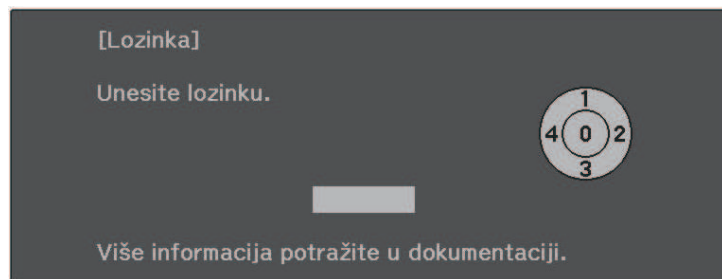 [Lozinka]
Unesite lozinku.
1
4 0 2
3
Više informacija potražite u dokumentaciji.